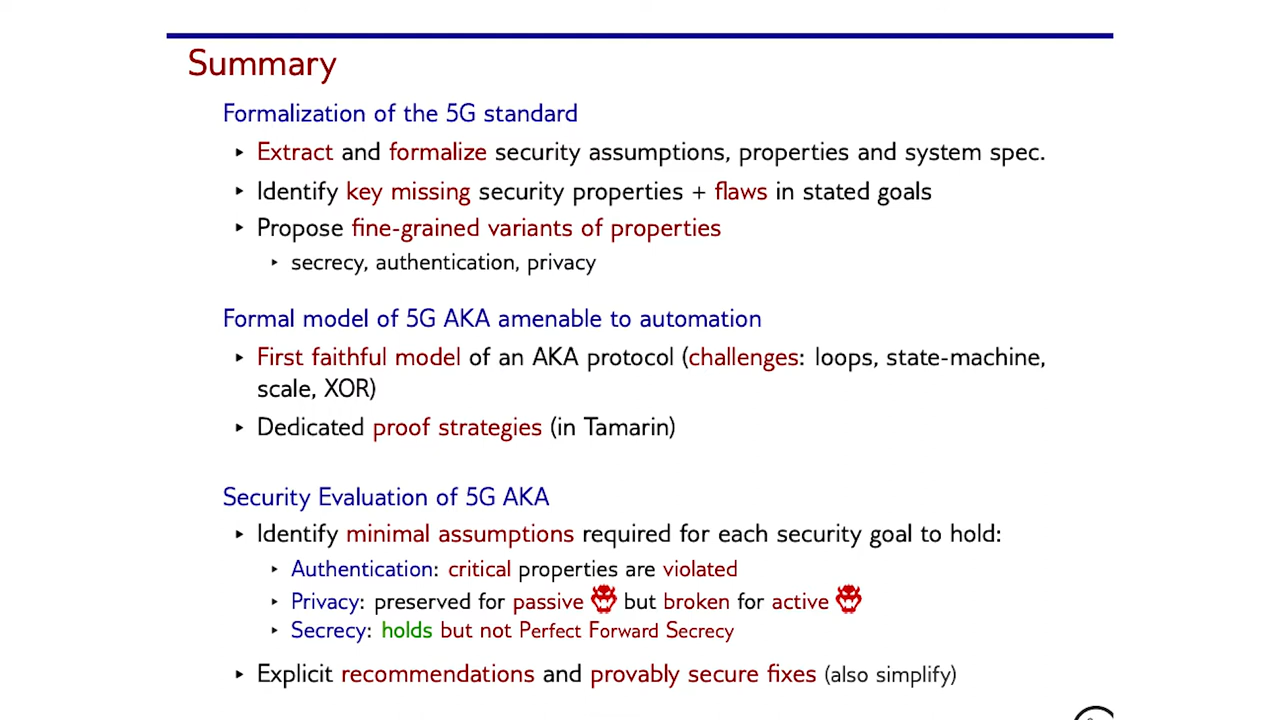 Summary
Formalization of the 5G standard
‣ Extract and formalize security assumptions, properties and system spec.
‣ Identify key missing security properties + flaws in stated goals
‣ Propose fine-grained variants of properties
‣ secrecy, authentication, privacy
Formal model of 5G AKA amenable to automation
‣ First faithful model of an AKA protocol (challenges: loops, state-machine,
scale, XOR)
‣ Dedicated proof strategies (in Tamarin)
Security Evaluation of 5G AKA
‣ Identify minimal assumptions required for each security goal to hold:
‣ Authentication: critical properties are violated
‣ Privacy: preserved for passive but broken for active
‣ Secrecy: holds but not Perfect Forward Secrecy
‣ Explicit recommendations and provably secure fixes (also simplify)